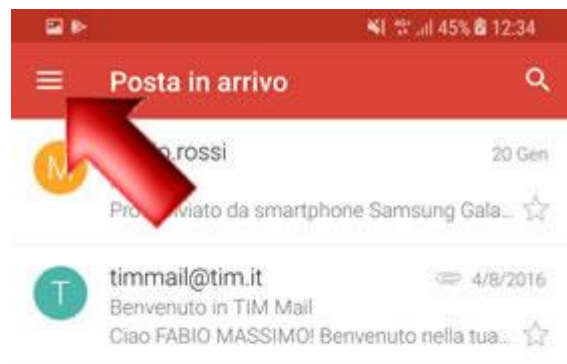 45% 12:34
Posta in arrivo
rossi
20 Gen
da smartphone Samsung Gala...
T
timmail@tim.it
4/8/2016
Benvenuto in TIM Mail
Ciao FABIO MASSIMO! Benvenuto nella tua...